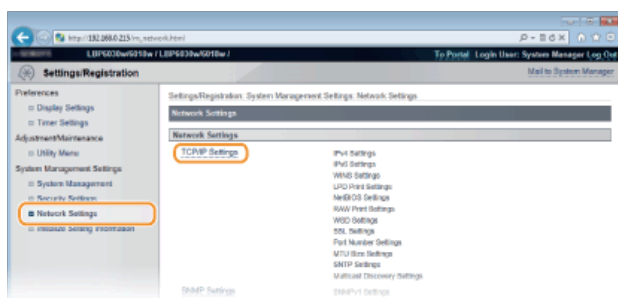 http://192.168.0.215/m_network.html
LBP6030w/6018w / LBP6030w/6018w /
To Portal Login User: System Manager Log Out
Settings/Registration
Mail to System Manager
Preferences
Display Settings
Timer Settings
Adjustment/Maintenance
Utility Menu
System Management Settings
System Management
Security Settings
Network Settings
Initialize Setting Information
Settings/Registration: System Management Settings: Network Settings
Network Settings
Network Settings
TCP/IP Settings
IPv4 Settings
IPv6 Settings
WINS Settings
LPD Print Settings
NetBIOS Settings
RAW Print Settings
WSD Settings
SSL Settings
Port Number Settings
MTU Size Settings
SNTP Settings
Multicast Discovery Settings
SNMP Settings
SNMPv1 Settings